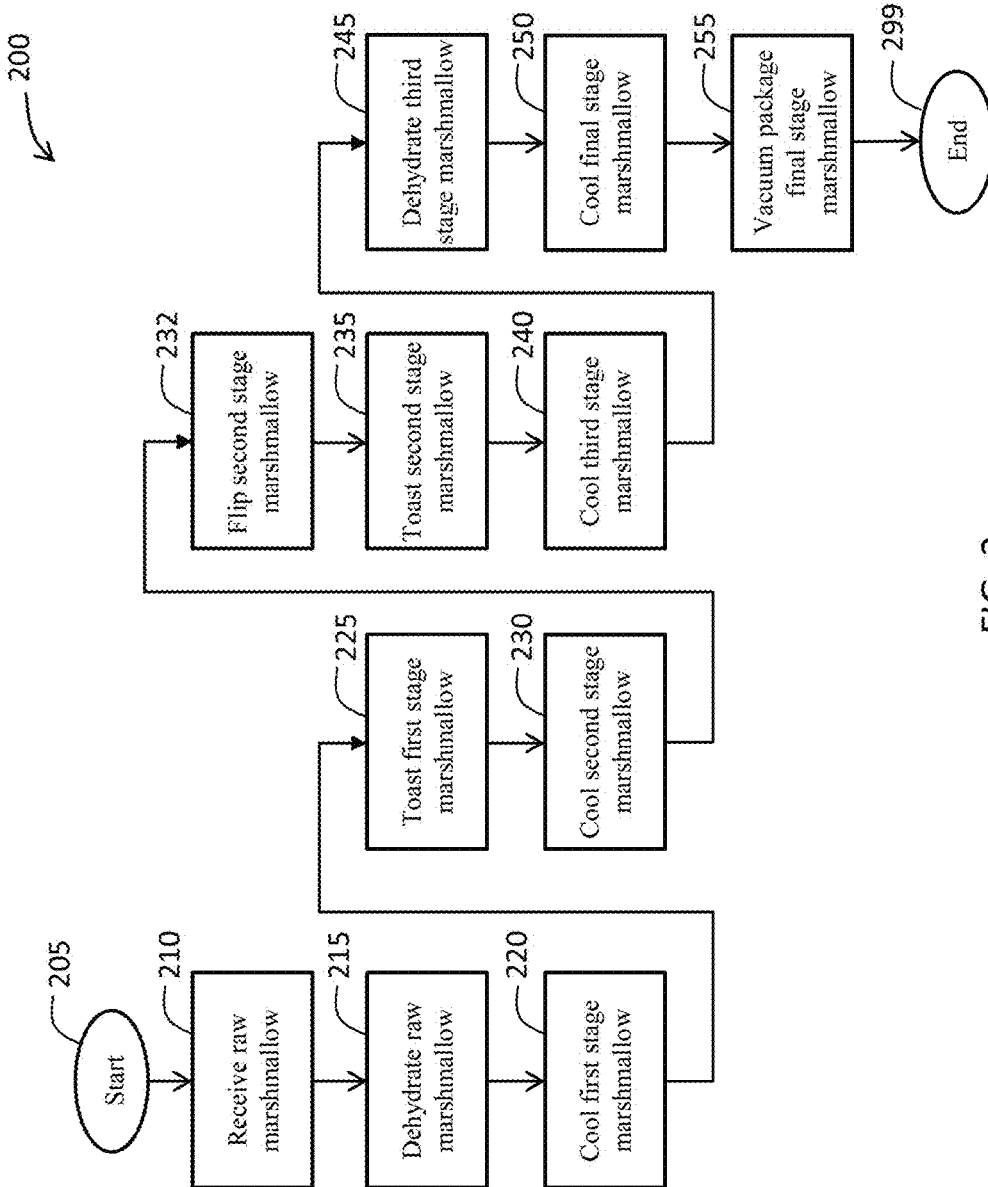 200
Start
205
Receive raw
marshmallow
210
Dehydrate raw
marshmallow
215
Cool first stage
marshmallow
220
Toast first stage
marshmallow
225
Cool second stage
marshmallow
230
Flip second stage
marshmallow
232
Toast second stage
marshmallow
235
Cool third stage
marshmallow
240
Dehydrate third
stage marshmallow
245
Cool final stage
marshmallow
250
Vacuum package
final stage
marshmallow
255
End
299
FIG.